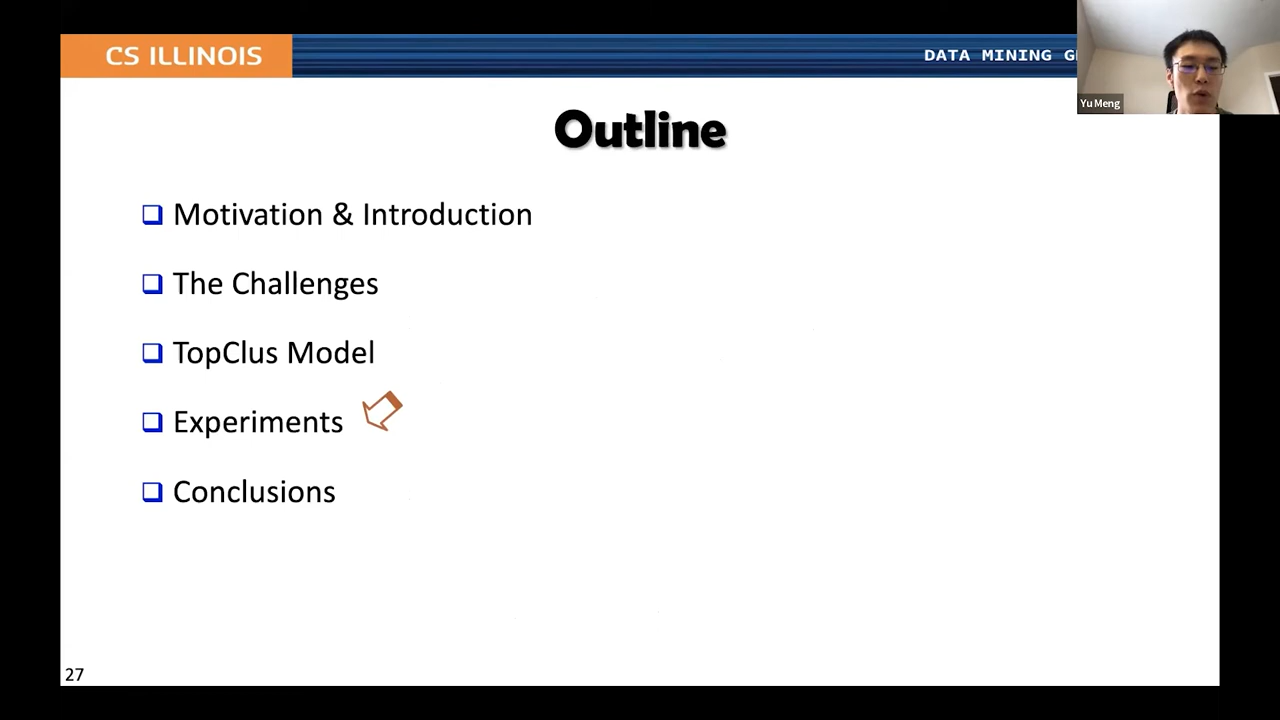 CS ILLINOIS
DATA MINING
Yu Meng
Outline
Motivation & Introduction
The Challenges
TopClus Model
Experiments
Conclusions
27